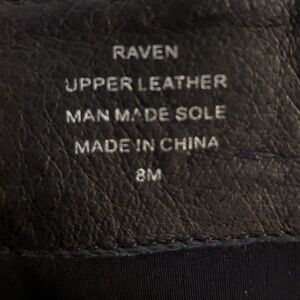 RAVEN
UPPER LEATHER
MAN MADE SOLE
MADE IN CHINA
8M